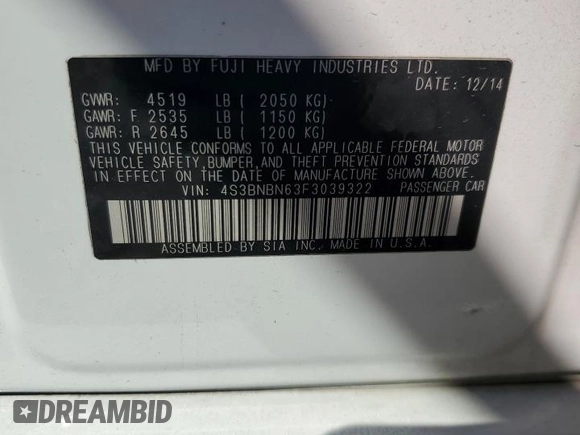 MFD BY FUJI HEAVY INDUSTRIES LTD.
DATE: 12/14
GVWR: 4519 LB ( 2050 KG)
GAWR: F 2535 LB ( 1150 KG)
GAWR: R 2645 LB ( 1200 KG)
THIS VEHICLE CONFORMS TO ALL APPLICABLE FEDERAL MOTOR
VEHICLE SAFETY, BUMPER, AND THEFT PREVENTION STANDARDS
IN EFFECT ON THE DATE OF MANUFACTURE SHOWN ABOVE.
VIN: 4S3BNBN63F3039322 PASSENGER CAR
ASSEMBLED BY SIA INC. MADE IN U.S.A.
DREAMBID